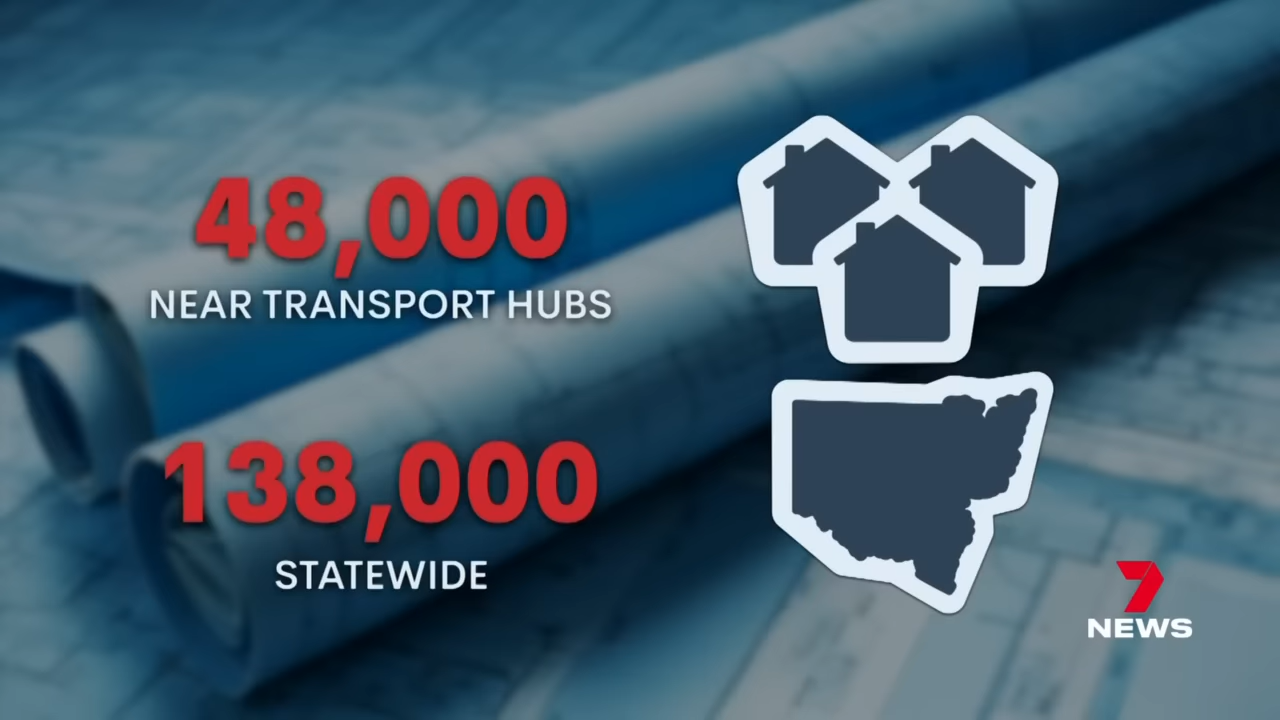 48,000
NEAR TRANSPORT HUBS
138,000
STATEWIDE
7
NEWS